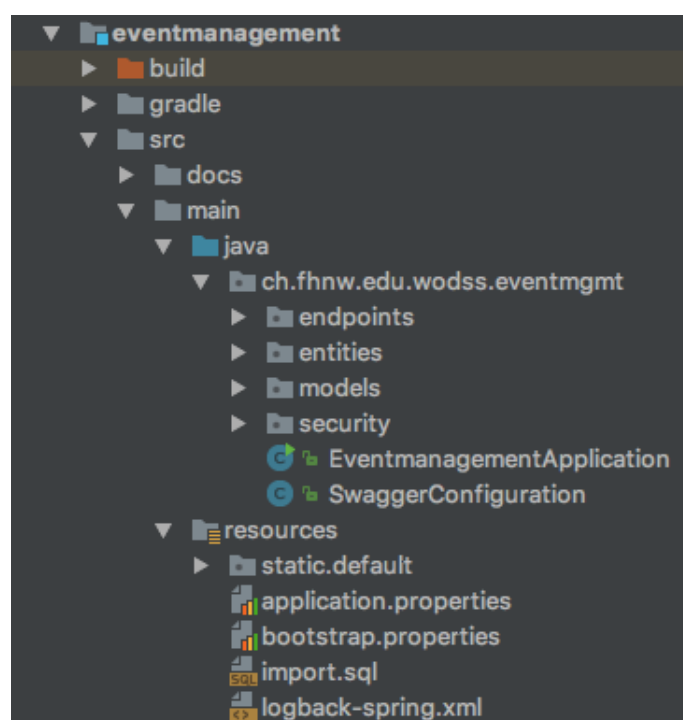 eventmanagement
build
gradle
src
docs
main
java
ch.fhnw.edu.wodss.eventmgmt
endpoints
entities
models
security
C EventmanagementApplication
C SwaggerConfiguration
resources
static.default
application.properties
bootstrap.properties
SQL import.sql
logback-spring.xml